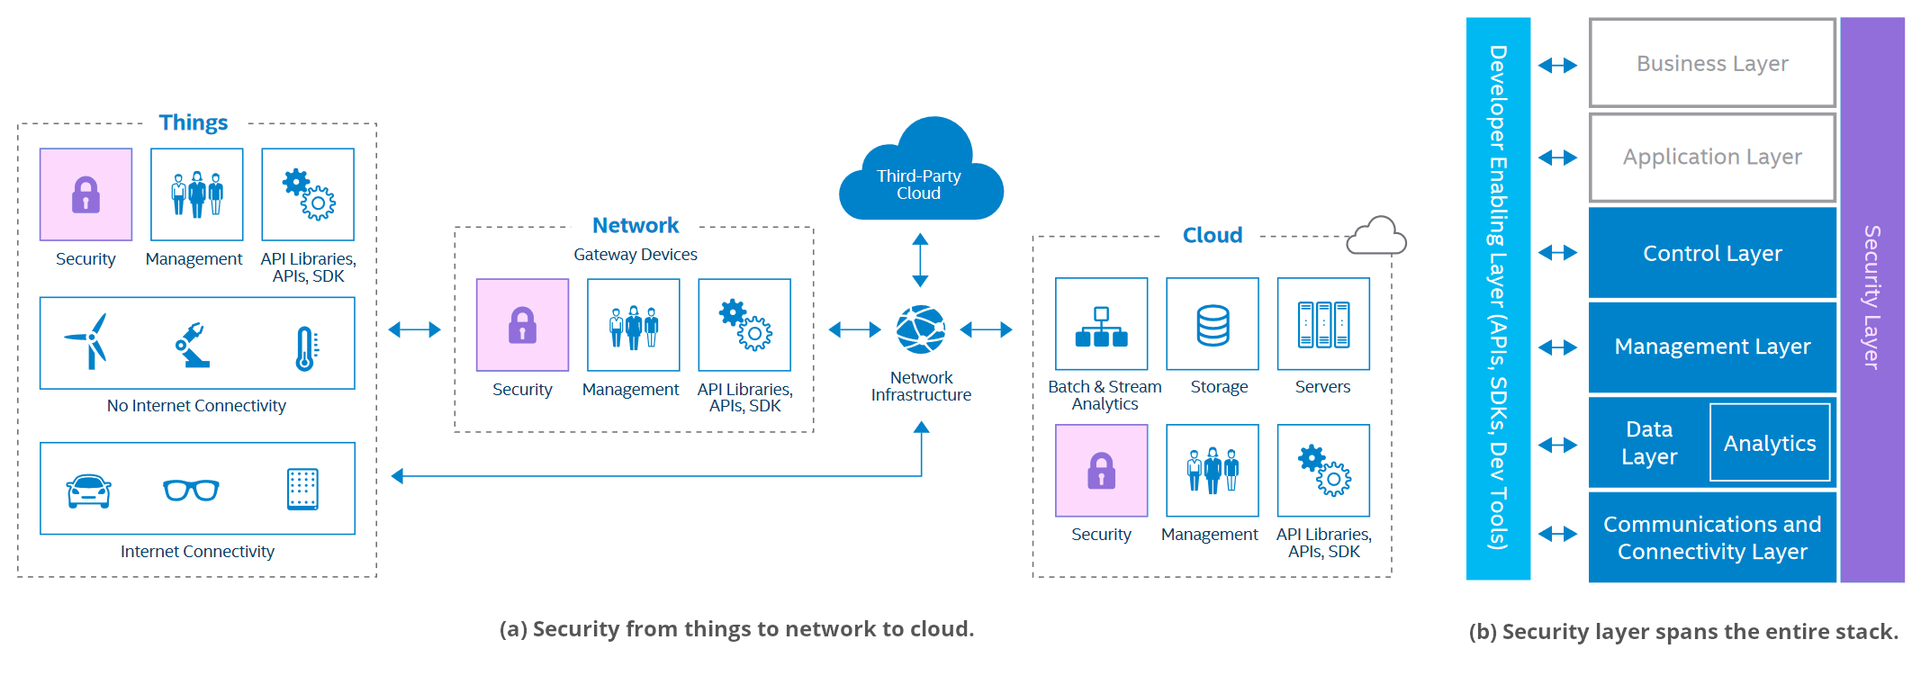 Things
Security
Management
API Libraries,
APIs, SDK
No Internet Connectivity
Internet Connectivity
Network
Gateway Devices
Security
Management
API Libraries,
APIs, SDK
Third-Party
Cloud
Network
Infrastructure
Cloud
Batch & Stream
Analytics
Storage
Servers
Security
Management
API Libraries,
APIs, SDK
(a) Security from things to network to cloud.
Developer Enabling Layer (APIs, SDKs, Dev Tools)
Business Layer
Application Layer
Control Layer
Management Layer
Data
Layer
Analytics
Communications and
Connectivity Layer
Security Layer
(b) Security layer spans the entire stack.